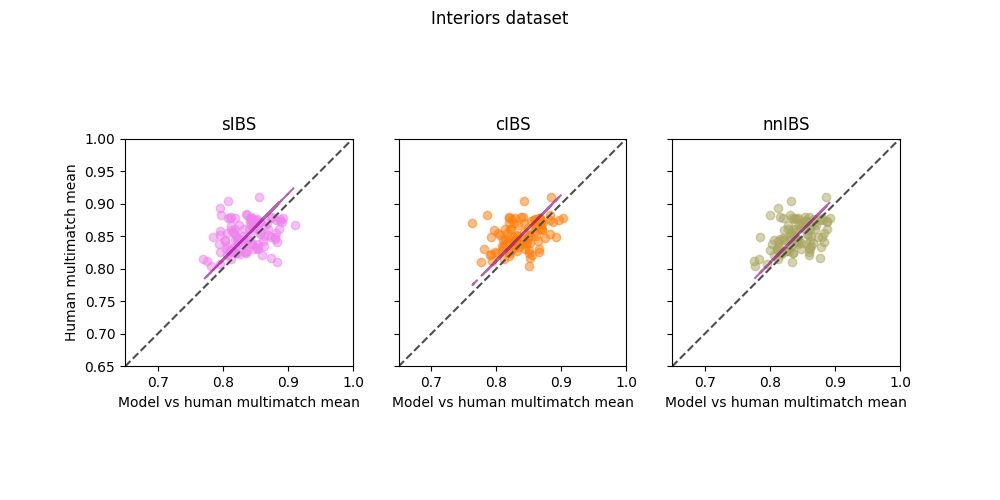 Interiors dataset
sIBS
cIBS
nnIBS
1.00
0.95
0.90
0.85
0.80
0.75
0.70
0.65
Human multimatch mean
0.7 0.8 0.9 1.0
0.7 0.8 0.9 1.0
0.7 0.8 0.9 1.0
Model vs human multimatch mean
Model vs human multimatch mean
Model vs human multimatch mean